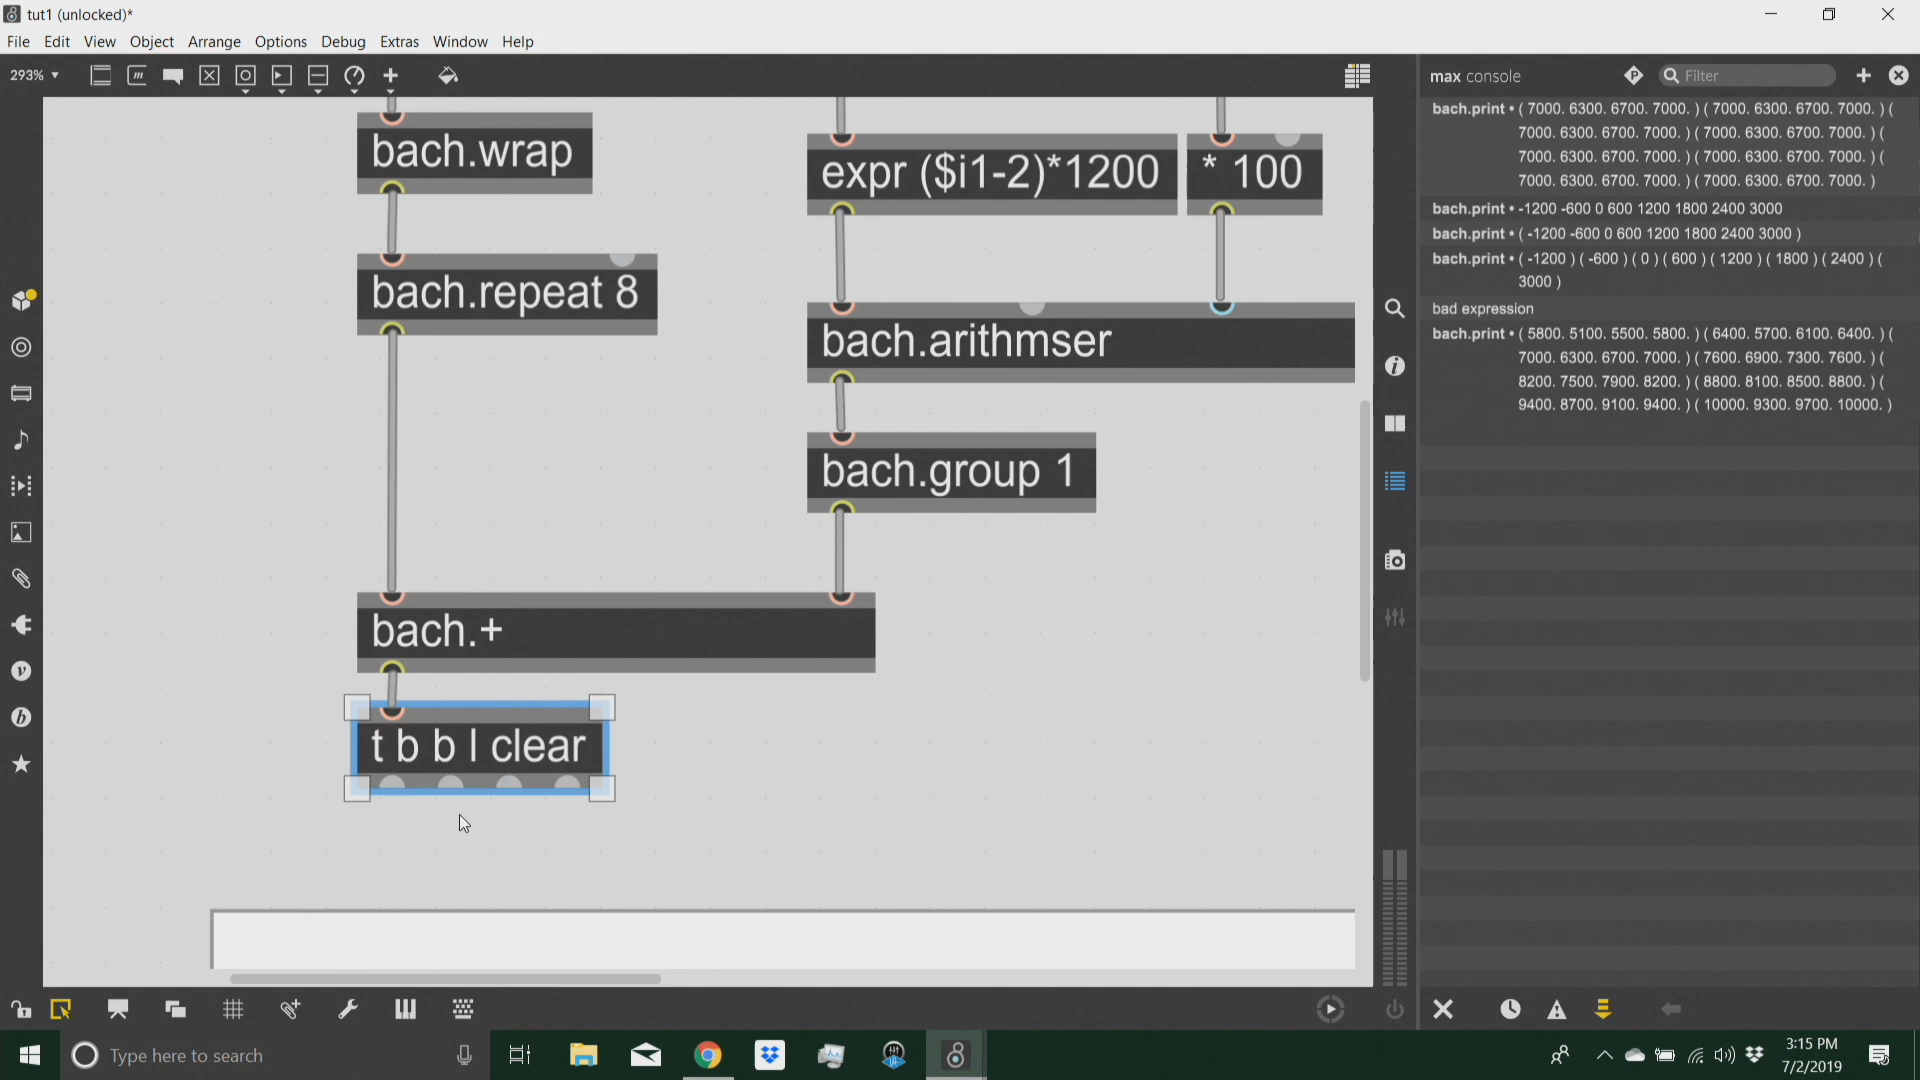 tut1 (unlocked)*
File Edit View Object Arrange Options Debug Extras Window Help
293%
max console
Filter
bach.wrap
expr ($i1-2)*1200
* 100
bach.repeat 8
bach.arithmser
bach.group 1
bach.+
t b b l clear
bach.print • ( 7000. 6300. 6700. 7000. ) ( 7000. 6300. 6700. 7000. ) (
7000. 6300. 6700. 7000. ) ( 7000. 6300. 6700. 7000. ) (
7000. 6300. 6700. 7000. ) ( 7000. 6300. 6700. 7000. ) (
7000. 6300. 6700. 7000. ) ( 7000. 6300. 6700. 7000. )
bach.print • -1200 -600 0 600 1200 1800 2400 3000
bach.print • ( -1200 -600 0 600 1200 1800 2400 3000 )
bach.print • ( -1200 ) ( -600 ) ( 0 ) ( 600 ) ( 1200 ) ( 1800 ) ( 2400 ) (
3000 )
bad expression
bach.print • ( 5800. 5100. 5500. 5800. ) ( 6400. 5700. 6100. 6400. ) (
7000. 6300. 6700. 7000. ) ( 7600. 6900. 7300. 7600. ) (
8200. 7500. 7900. 8200. ) ( 8800. 8100. 8500. 8800. ) (
9400. 8700. 9100. 9400. ) ( 10000. 9300. 9700. 10000. )
Type here to search
3:15 PM
7/2/2019